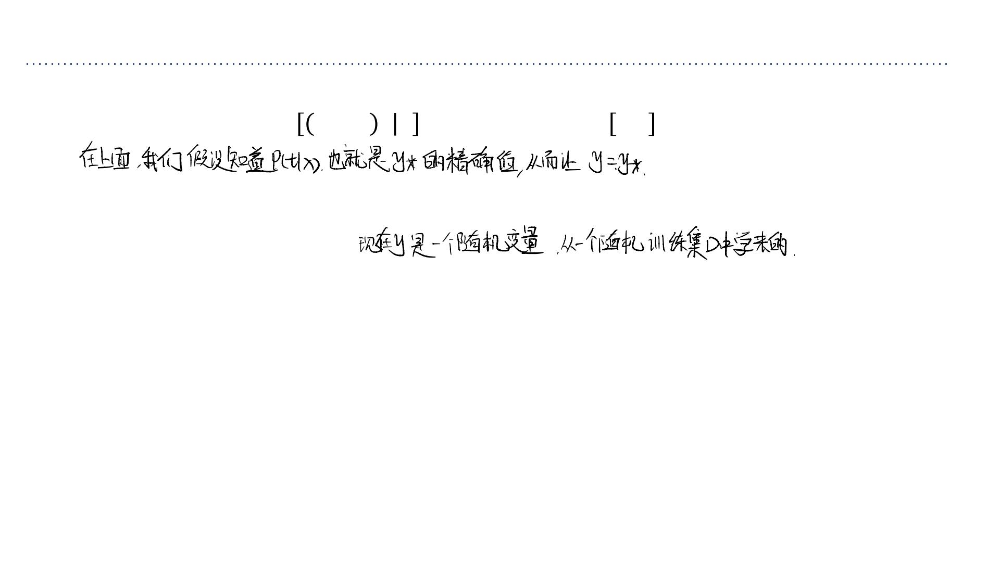 [( ) | ] [ ]
在上面,我们假设知道P(t|x).也就是y*的精确值,从而让 y=y*.
现在y是一个随机变量,从一个随机训练集D中学来的.